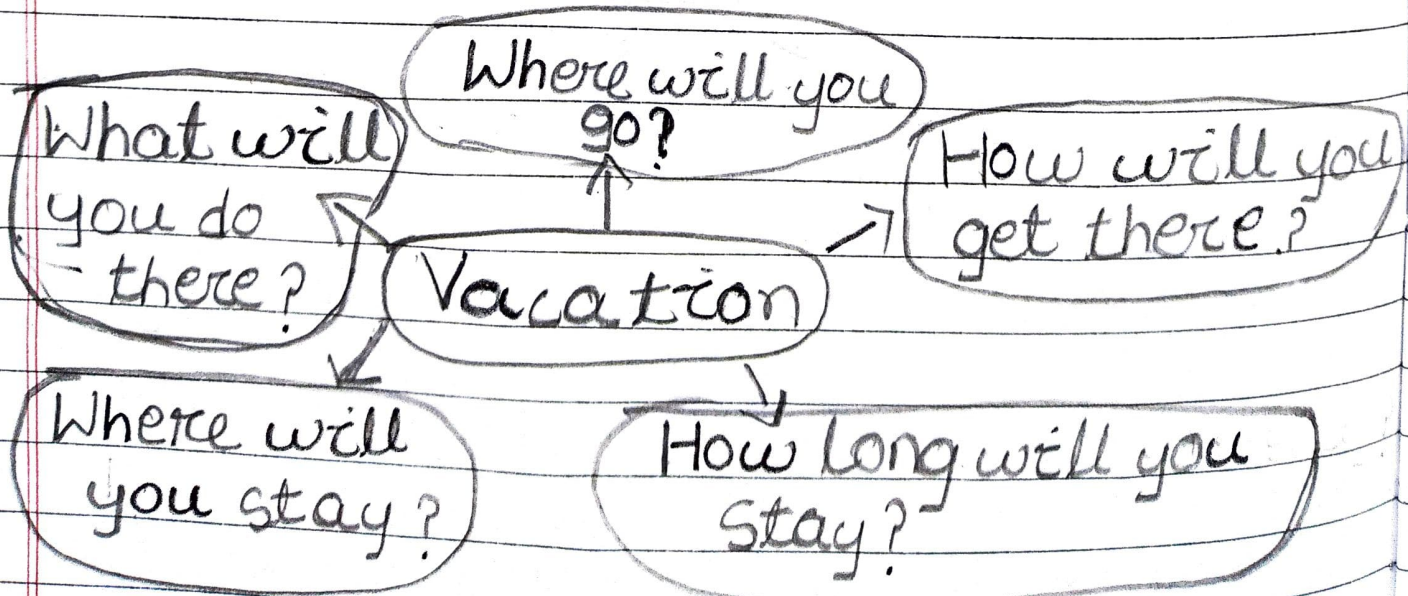 Where will you
go?
What will
you do
there?
How will you
get there?
Vacation
Where will
you stay?
How long will you
stay?